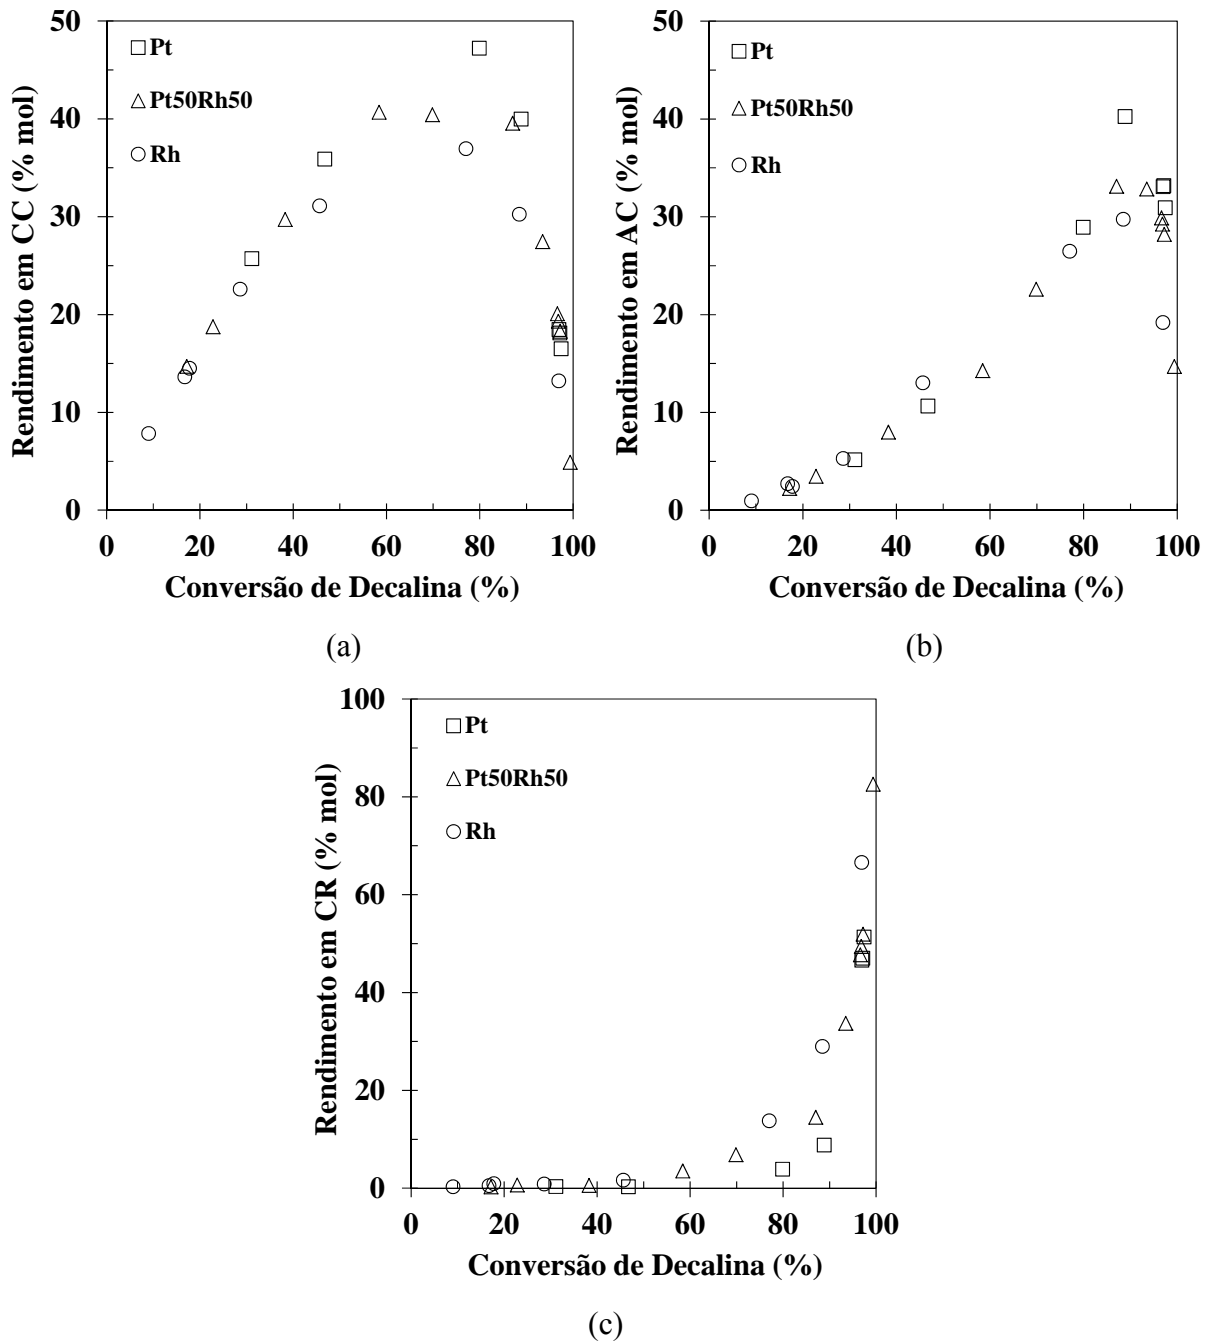 50
40
30
20
10
0
Rendimento em CC (% mol)
Pt
Pt50Rh50
Rh
0 20 40 60 80 100
Conversão de Decalina (%)
(a)
50
40
30
20
10
0
Rendimento em AC (% mol)
Pt
Pt50Rh50
Rh
0 20 40 60 80 100
Conversão de Decalina (%)
(b)
100
80
60
40
20
0
Rendimento em CR (% mol)
Pt
Pt50Rh50
Rh
0 20 40 60 80 100
Conversão de Decalina (%)
(c)